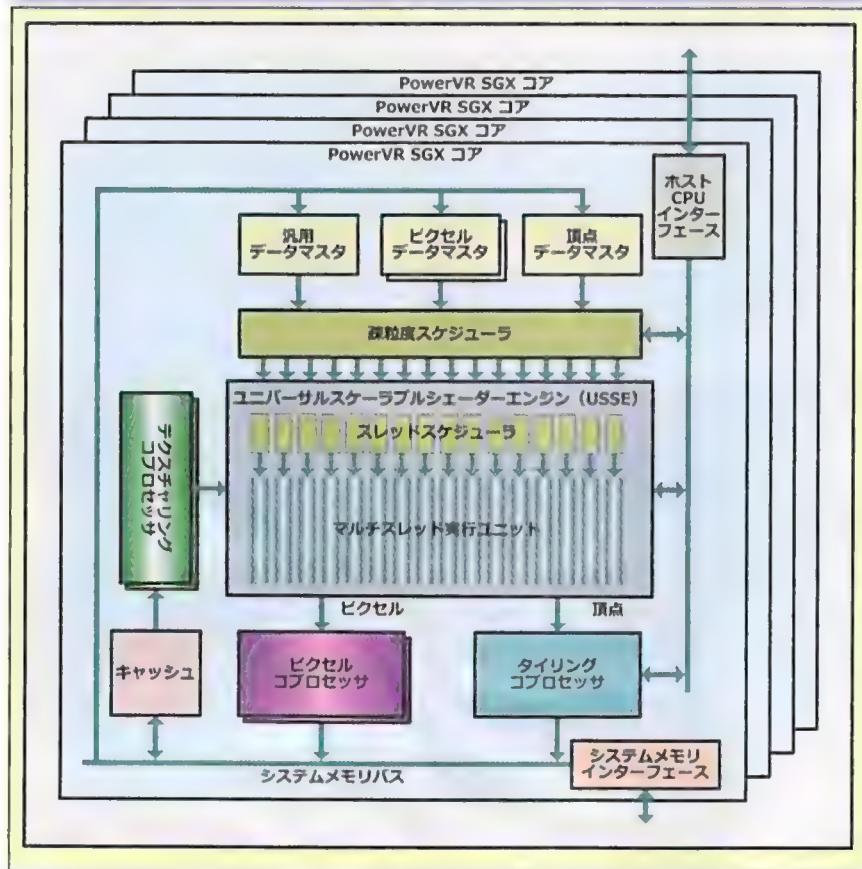 PowerVR SGX コア
PowerVR SGX コア
PowerVR SGX コア
PowerVR SGX コア
ホスト
CPU
インター
フェース
汎用
データマスタ
ピクセル
データマスタ
頂点
データマスタ
疎粒度スケジューラ
ユニバーサルスケーラブルシェーダーエンジン（USSE）
スレッドスケジューラ
テクスチャリング
コプロセッサ
マルチスレッド実行ユニット
ピクセル
頂点
キャッシュ
ピクセル
コプロセッサ
タイリング
コプロセッサ
システムメモリバス
システムメモリ
インターフェース